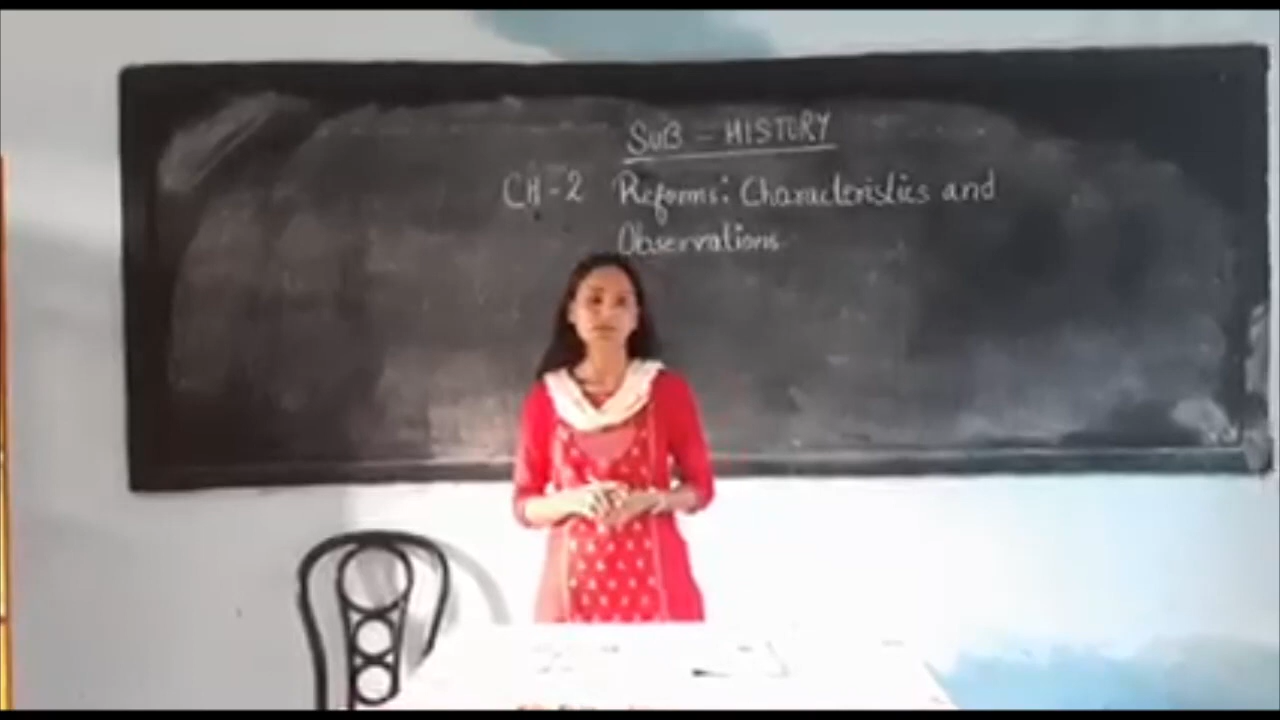 SUB - HISTORY
CH-2 Reforms: Characteristics and
Observations